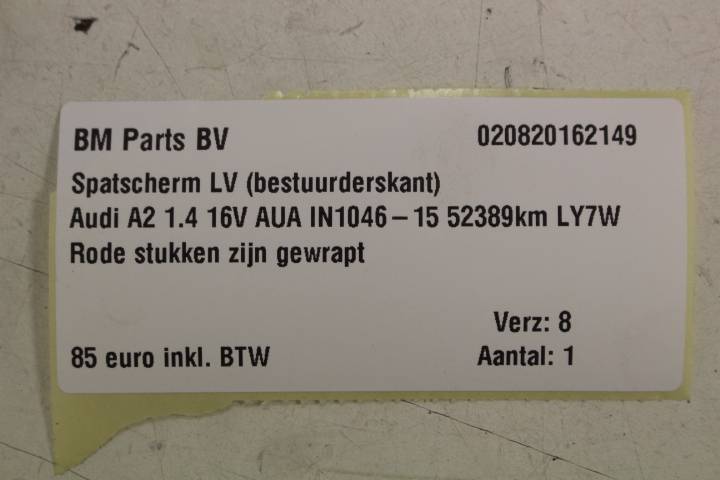 BM Parts BV 020820162149
Spatscherm LV (bestuurderskant)
Audi A2 1.4 16V AUA IN1046-15 52389km LY7W
Rode stukken zijn gewrapt
Verz: 8
85 euro inkl. BTW Aantal: 1